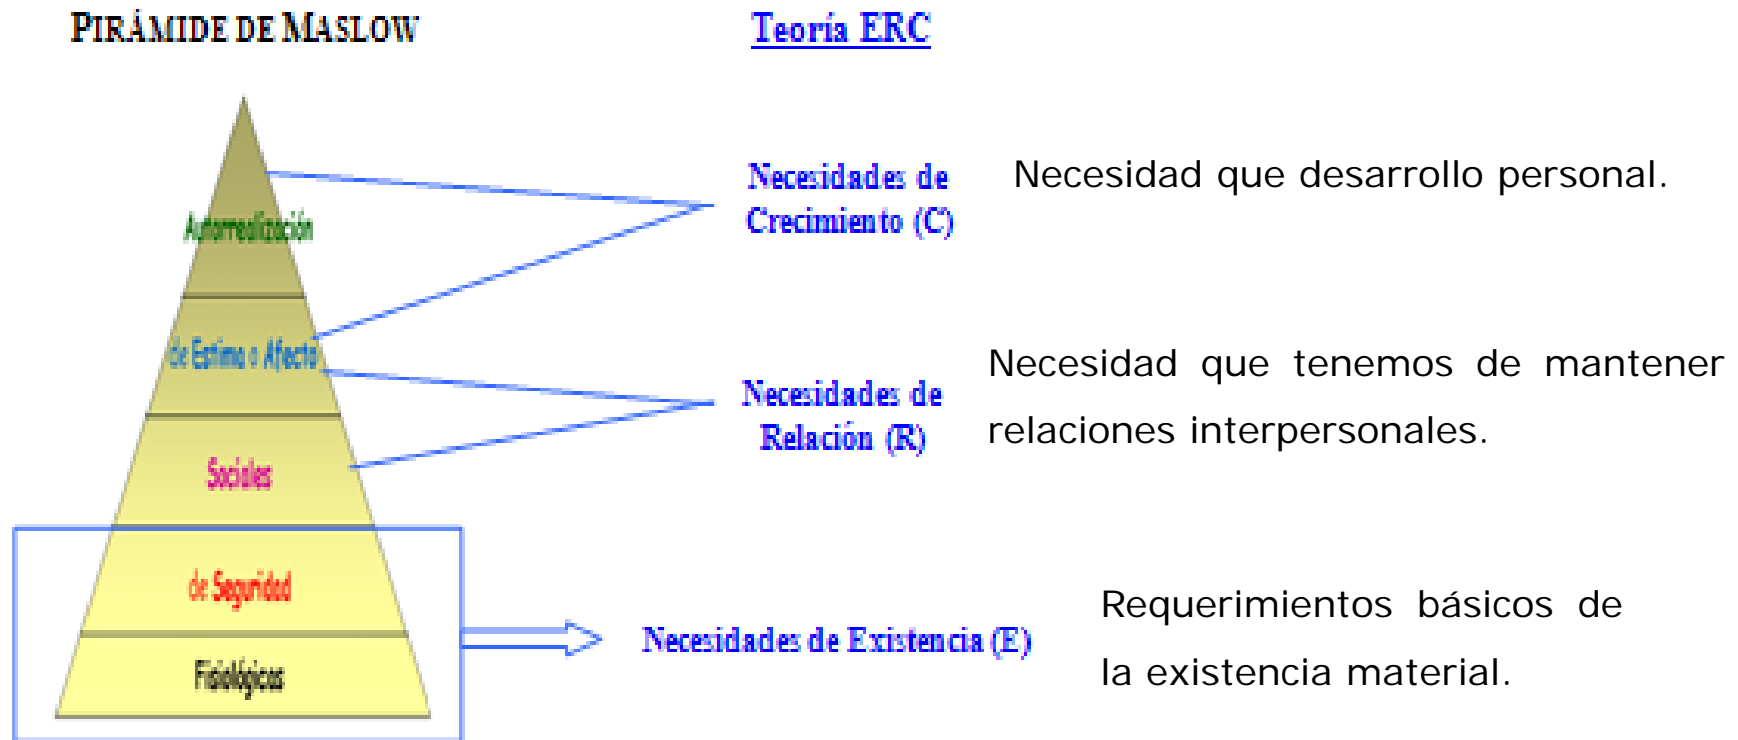 PIRÁMIDE DE MASLOW
Teoría ERC
Autorrealización
de Estima o Afecto
Sociales
de Seguridad
Fisiológicas
Necesidades de
Crecimiento (C)
Necesidad que desarrollo personal.
Necesidades de
Relación (R)
Necesidad que tenemos de mantener
relaciones interpersonales.
Necesidades de Existencia (E)
Requerimientos básicos de
la existencia material.